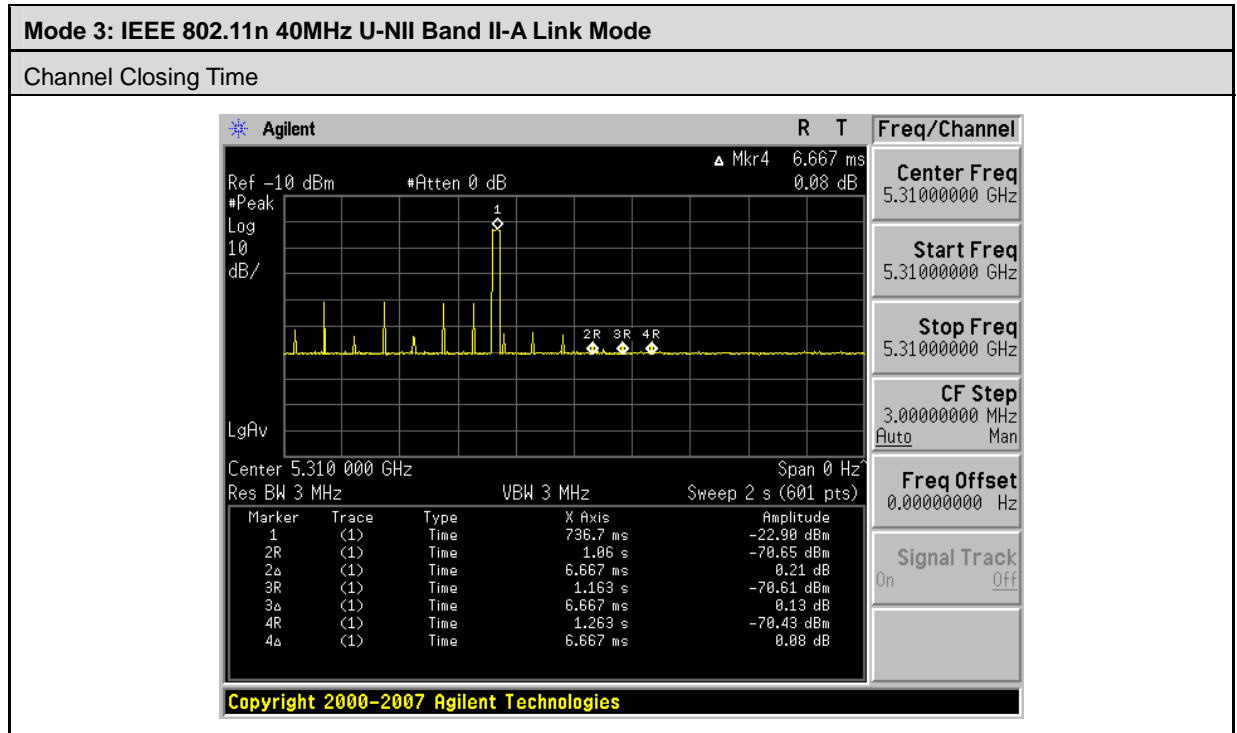 Mode 3: IEEE 802.11n 40MHz U-NII Band II-A Link Mode
Channel Closing Time
Agilent R T Freq/Channel
Δ Mkr4 6.667 ms
Ref -10 dBm #Atten 0 dB 0.08 dB
#Peak
Log
10
dB/
1
2R 3R 4R
LgAv
Center 5.310 000 GHz Span 0 Hz^
Res BW 3 MHz VBW 3 MHz Sweep 2 s (601 pts)
Marker Trace Type X Axis Amplitude
1 (1) Time 736.7 ms -22.90 dBm
2R (1) Time 1.06 s -70.65 dBm
2Δ (1) Time 6.667 ms 0.21 dB
3R (1) Time 1.163 s -70.61 dBm
3Δ (1) Time 6.667 ms 0.13 dB
4R (1) Time 1.263 s -70.43 dBm
4Δ (1) Time 6.667 ms 0.08 dB
Center Freq
5.31000000 GHz
Start Freq
5.31000000 GHz
Stop Freq
5.31000000 GHz
CF Step
3.00000000 MHz
Auto Man
Freq Offset
0.00000000 Hz
Signal Track
On Off
Copyright 2000-2007 Agilent Technologies